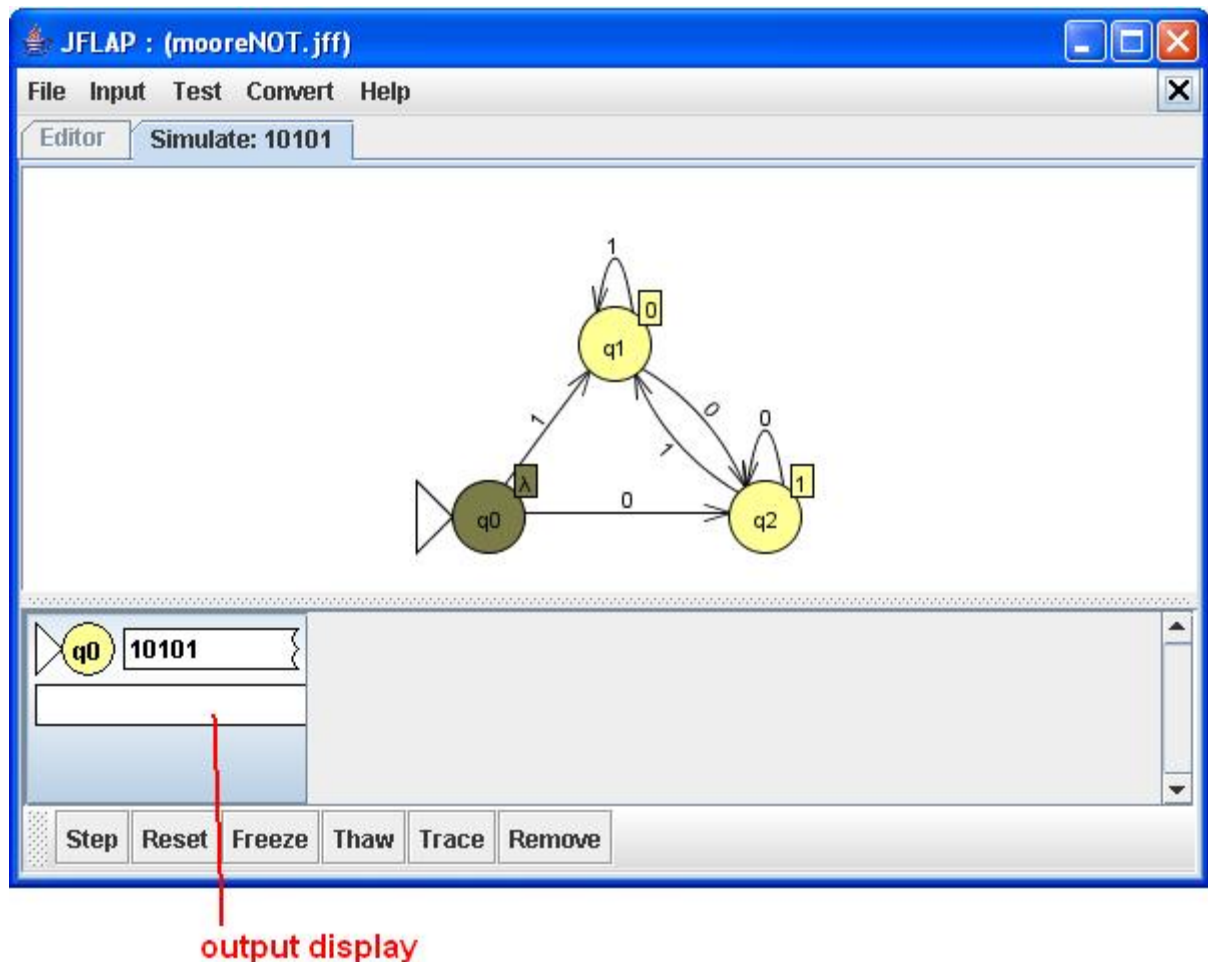 JFLAP : (mooreNOT.jff)
File Input Test Convert Help
Editor Simulate: 10101
1
0
q1
1
0
1
0
λ
0
1
q0
q2
q0 10101
Step Reset Freeze Thaw Trace Remove
output display